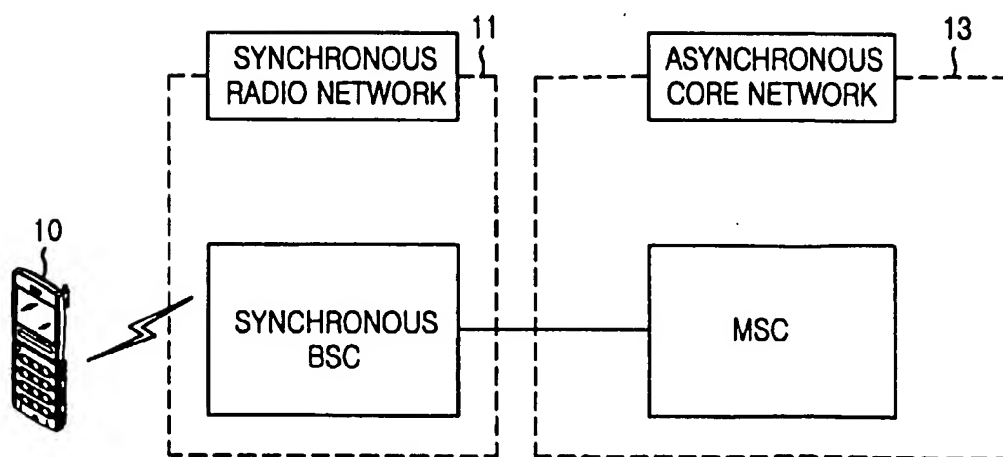 11
13
SYNCHRONOUS
RADIO NETWORK
ASYNCHRONOUS
CORE NETWORK
10
SYNCHRONOUS
BSC
MSC